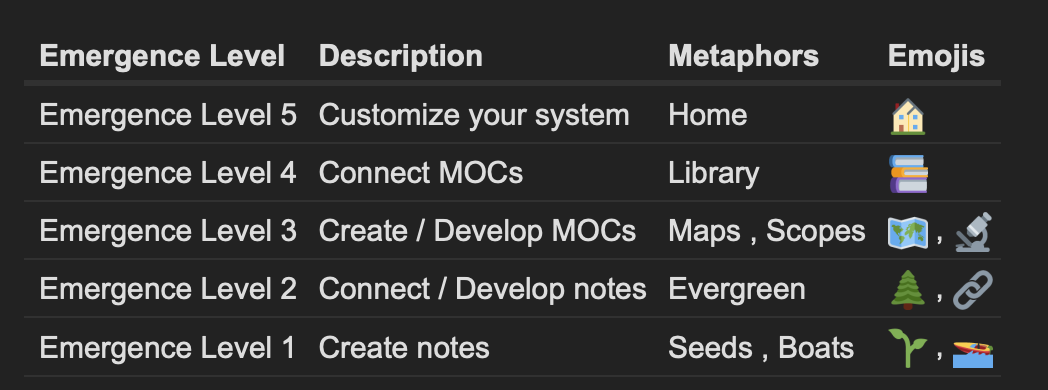 Emergence Level Description Metaphors Emojis
Emergence Level 5 Customize your system Home 🏠
Emergence Level 4 Connect MOCs Library 📚
Emergence Level 3 Create / Develop MOCs Maps , Scopes 🗺️ , 🔬
Emergence Level 2 Connect / Develop notes Evergreen 🌲 , 🔗
Emergence Level 1 Create notes Seeds , Boats 🌱 , 🚤